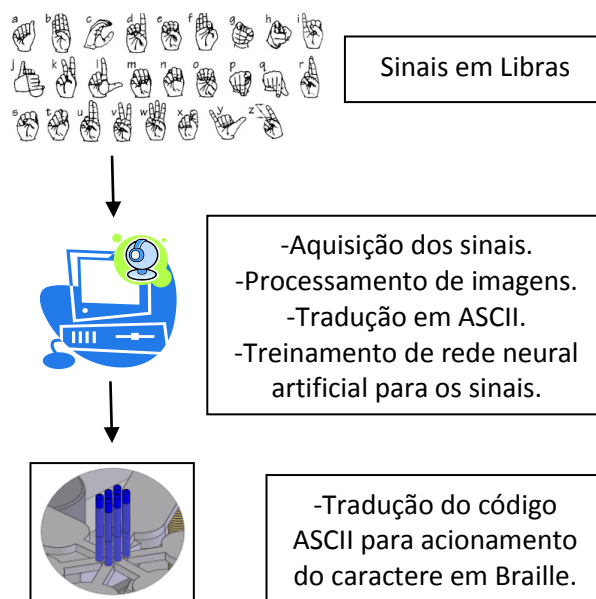 a b c d e f g h i
Sinais em Libras
j k l m n o p q r
s t u v w x y z
-Aquisição dos sinais.
-Processamento de imagens.
-Tradução em ASCII.
-Treinamento de rede neural
artificial para os sinais.
-Tradução do código
ASCII para acionamento
do caractere em Braille.